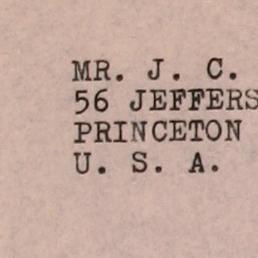 MR. J. C.
56 JEFFERS
PRINCETON
U. S. A.